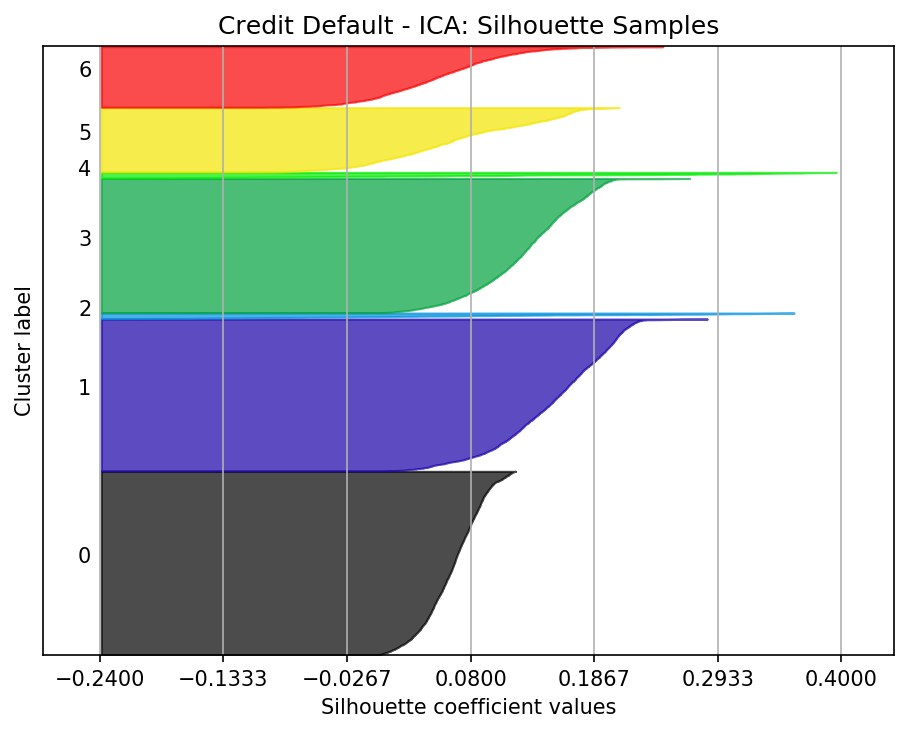 Credit Default - ICA: Silhouette Samples
6
5
4
3
2
1
0
Cluster label
−0.2400 −0.1333 −0.0267 0.0800 0.1867 0.2933 0.4000
Silhouette coefficient values